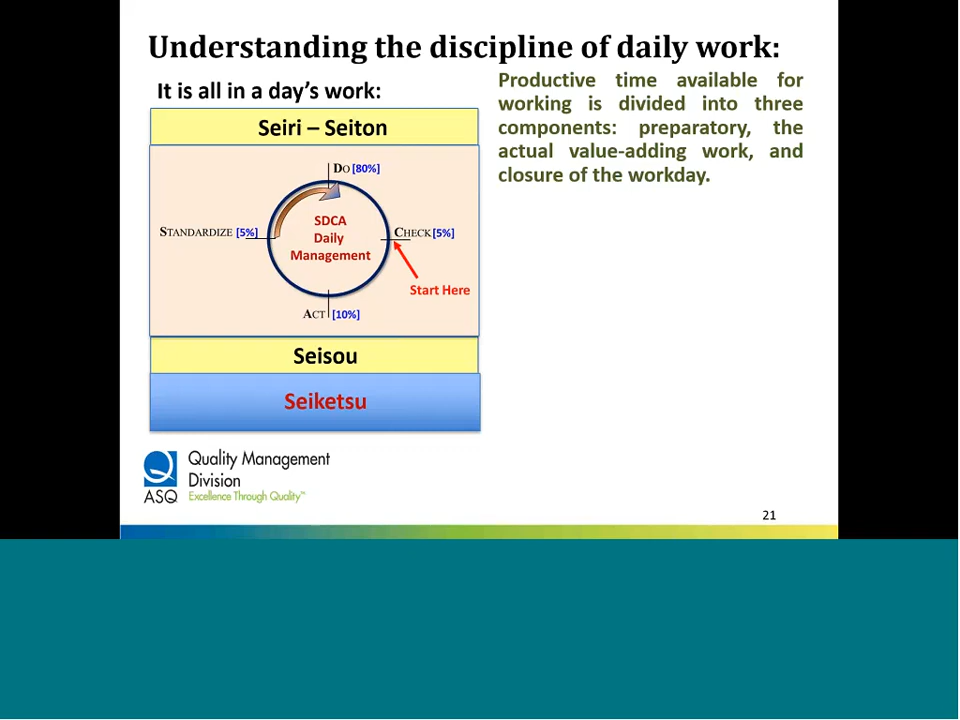 Understanding the discipline of daily work:
It is all in a day's work:
Seiri – Seiton
DO [80%]
STANDARDIZE [5%]
SDCA
Daily
Management
CHECK[5%]
Start Here
ACT [10%]
Seisou
Seiketsu
Productive time available for
working is divided into three
components: preparatory, the
actual value-adding work, and
closure of the workday.
ASQ
Quality Management
Division
Excellence Through Quality™
21